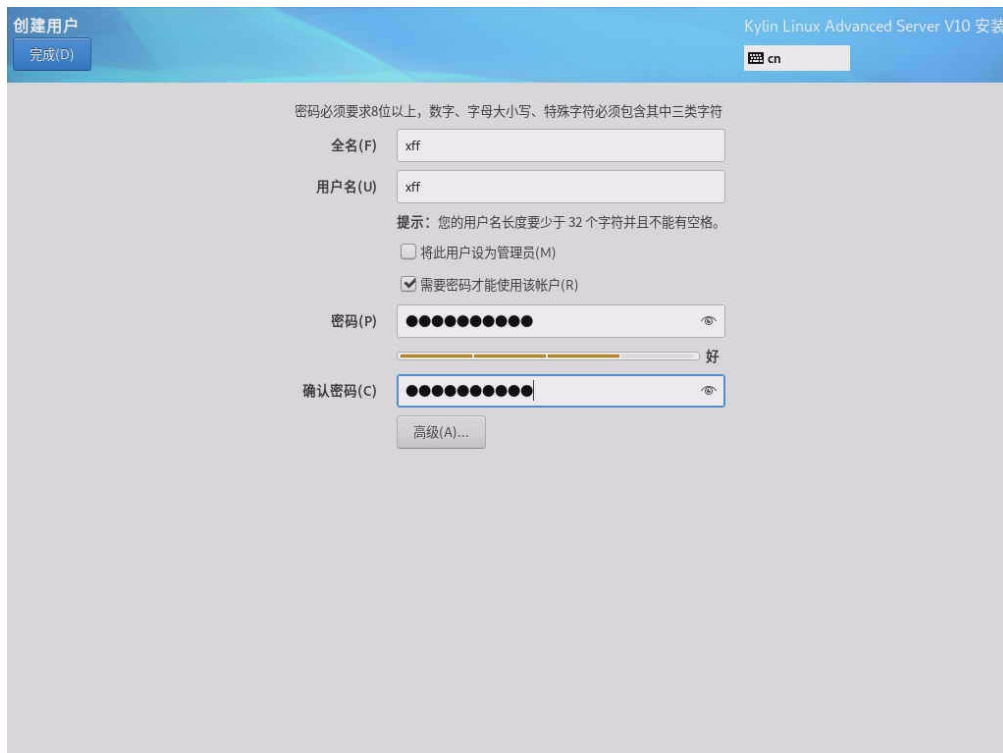 创建用户
Kylin Linux Advanced Server V10 安装
完成(D)
cn
密码必须要求8位以上，数字、字母大小写、特殊字符必须包含其中三类字符
全名(F) xff
用户名(U) xff
提示：您的用户名长度要少于 32 个字符并且不能有空格。
将此用户设为管理员(M)
需要密码才能使用该帐户(R)
密码(P) ●●●●●●●●●●
好
确认密码(C) ●●●●●●●●●●
高级(A)...